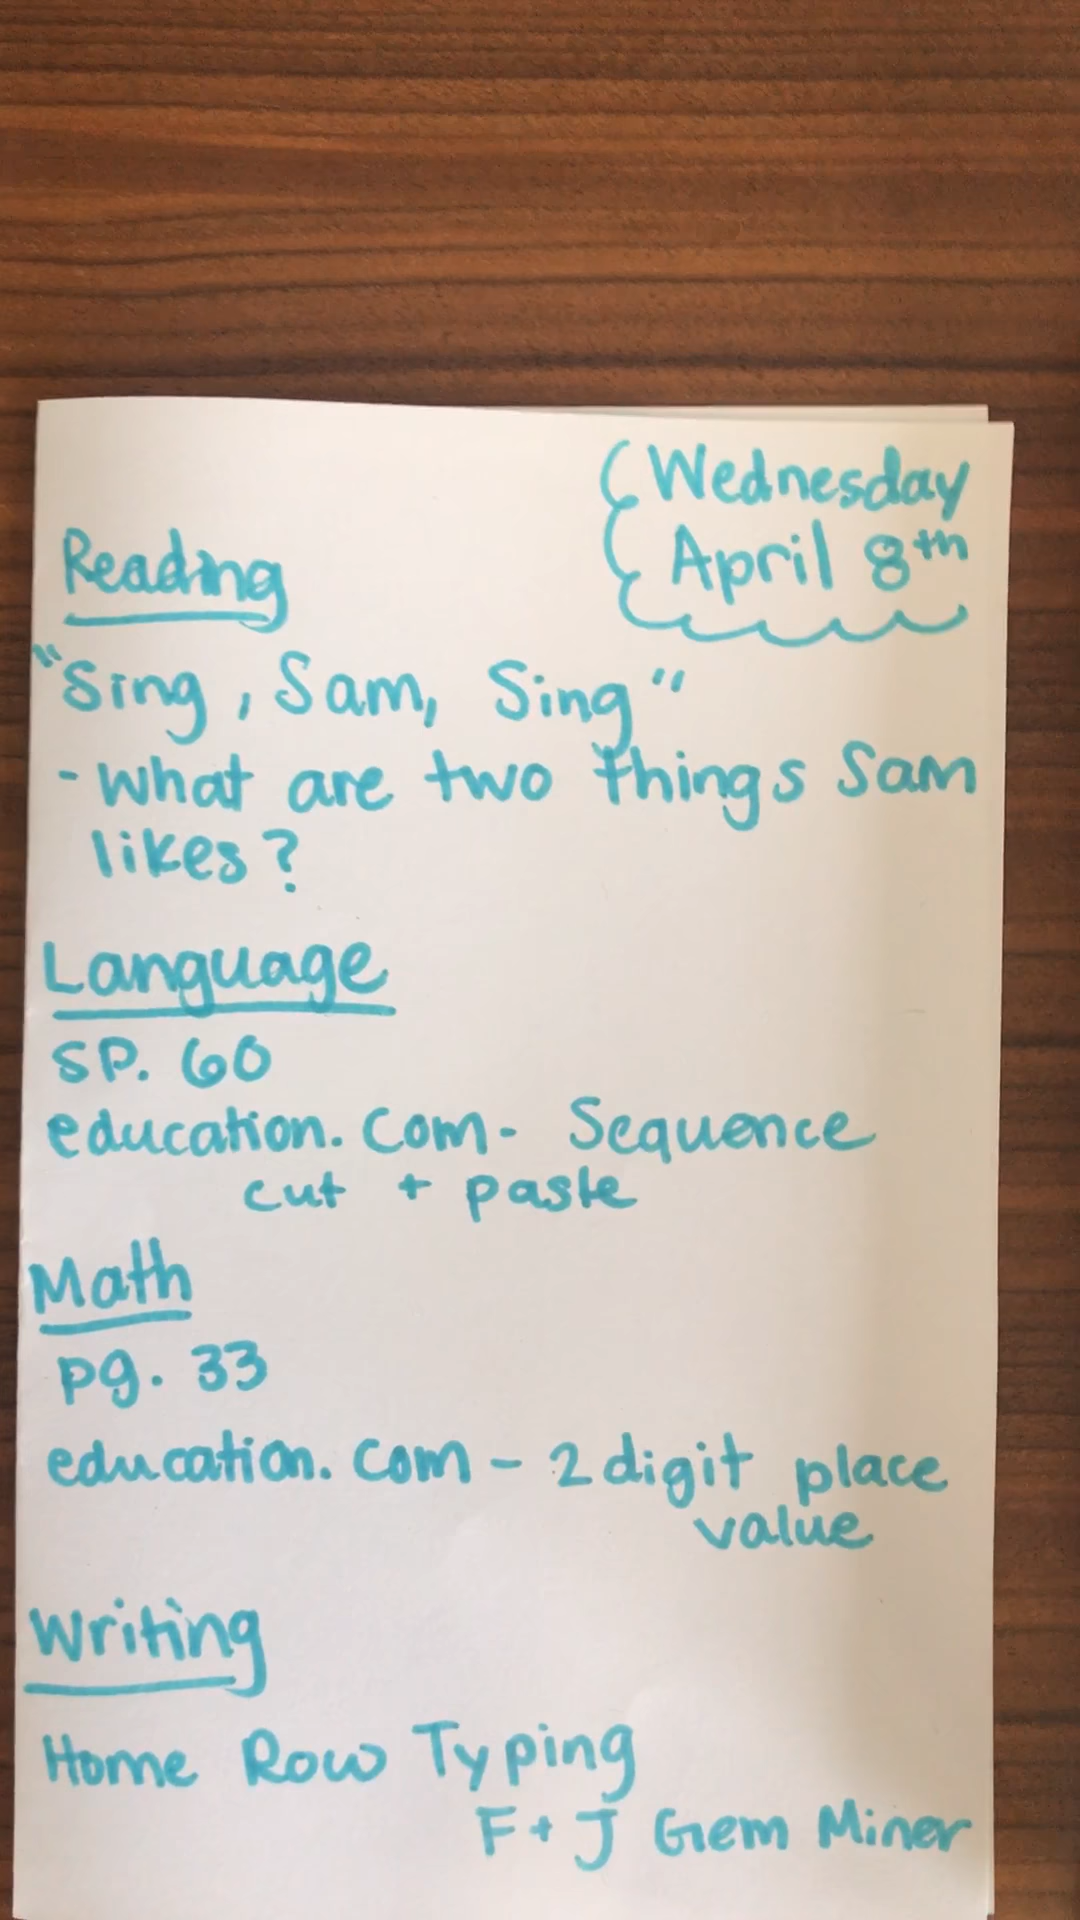 Wednesday
April 8th
Reading
"Sing, Sam, Sing"
- What are two things Sam
likes?
Language
SP. 60
education.com- Sequence
cut + paste
Math
pg. 33
education.com - 2 digit place
value
Writing
Home Row Typing
F + J Gem Miner